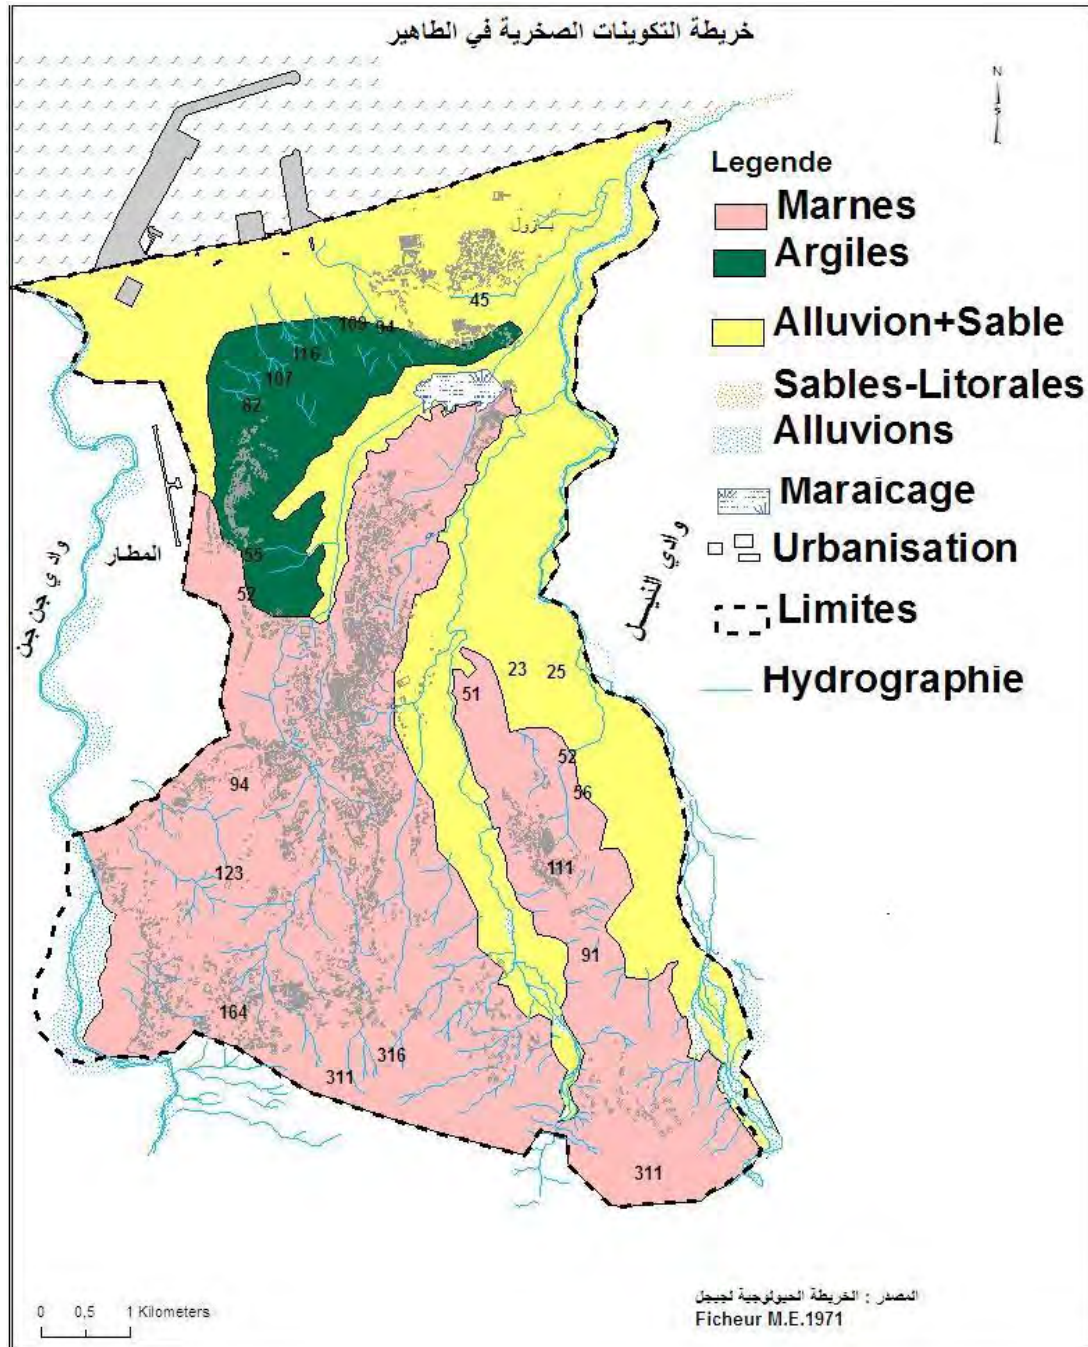 خريطة التكوينات الصخرية في الطاهير
N
Legende
Marnes
Argiles
Alluvion+Sable
Sables-Litorales
Alluvions
Maraicage
Urbanisation
Limites
Hydrographie
بازول
45
109 94
116
107
82
55
52
المطار
وادي جن جن
وادي النيل
23 25
51
52
56
94
111
123
91
164
316
311
311
0 0,5 1 Kilometers
المصدر : الخريطة الجيولوجية لجيجل
Ficheur M.E.1971